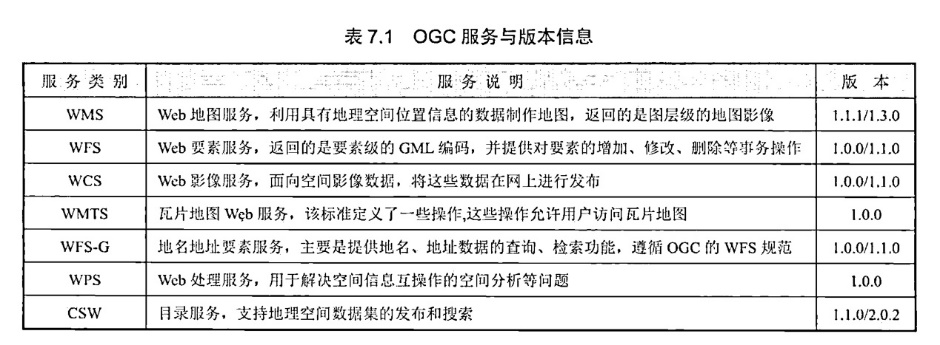 表 7.1 OGC 服务与版本信息
服 务 类 别 服 务 说 明 版 本
WMS Web 地图服务，利用具有地理空间位置信息的数据制作地图，返回的是图层级的地图影像 1.1.1/1.3.0
WFS Web 要素服务，返回的是要素级的 GML 编码，并提供对要素的增加、修改、删除等事务操作 1.0.0/1.1.0
WCS Web 影像服务，面向空间影像数据，将这些数据在网上进行发布 1.0.0/1.1.0
WMTS 瓦片地图 Web 服务，该标准定义了一些操作,这些操作允许用户访问瓦片地图 1.0.0
WFS-G 地名地址要素服务，主要是提供地名、地址数据的查询、检索功能，遵循 OGC 的 WFS 规范 1.0.0/1.1.0
WPS Web 处理服务，用于解决空间信息互操作的空间分析等问题 1.0.0
CSW 目录服务，支持地理空间数据集的发布和搜索 1.1.0/2.0.2